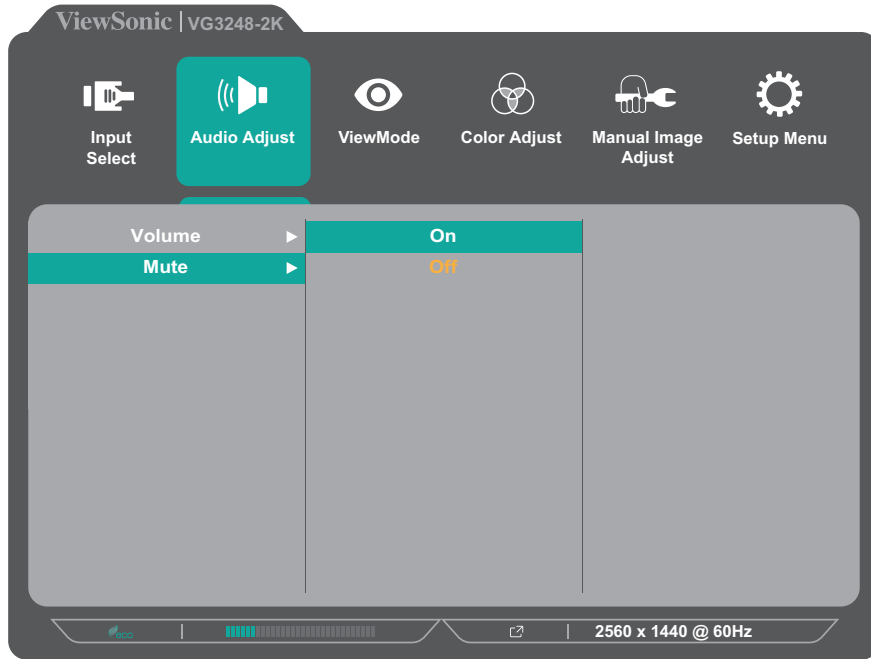 ViewSonic | VG3248-2K
Input Select
Audio Adjust
ViewMode
Color Adjust
Manual Image Adjust
Setup Menu
Volume
On
Mute
Off
eco
2560 x 1440 @ 60Hz